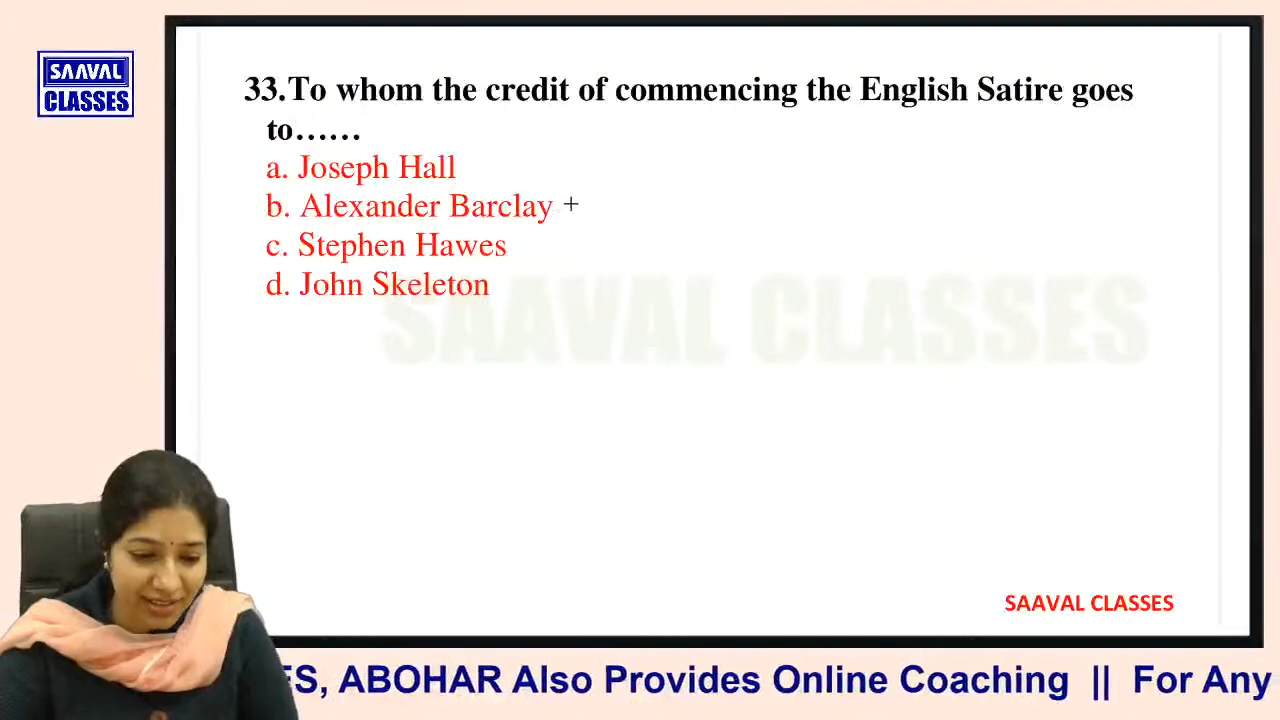 SAAVAL
CLASSES
33.To whom the credit of commencing the English Satire goes
to……
a. Joseph Hall
b. Alexander Barclay +
c. Stephen Hawes
d. John Skeleton
SAAVAL CLASSES
SAAVAL CLASSES
ES, ABOHAR Also Provides Online Coaching || For Any